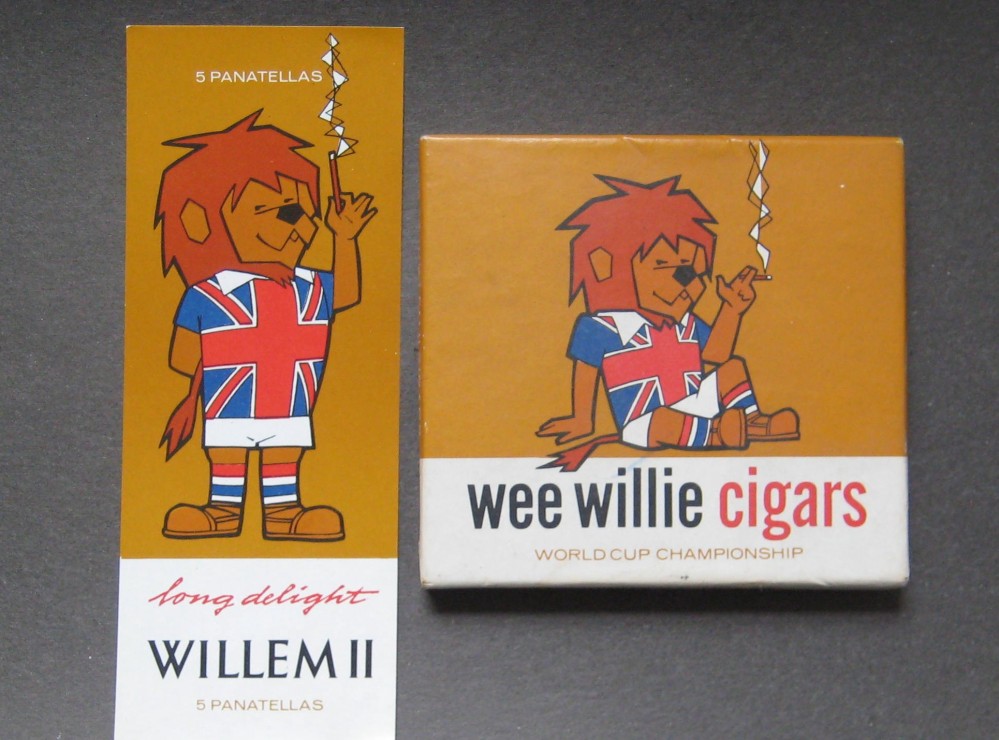 5 PANATELLAS
long delight
WILLEM II
5 PANATELLAS
wee willie cigars
WORLD CUP CHAMPIONSHIP